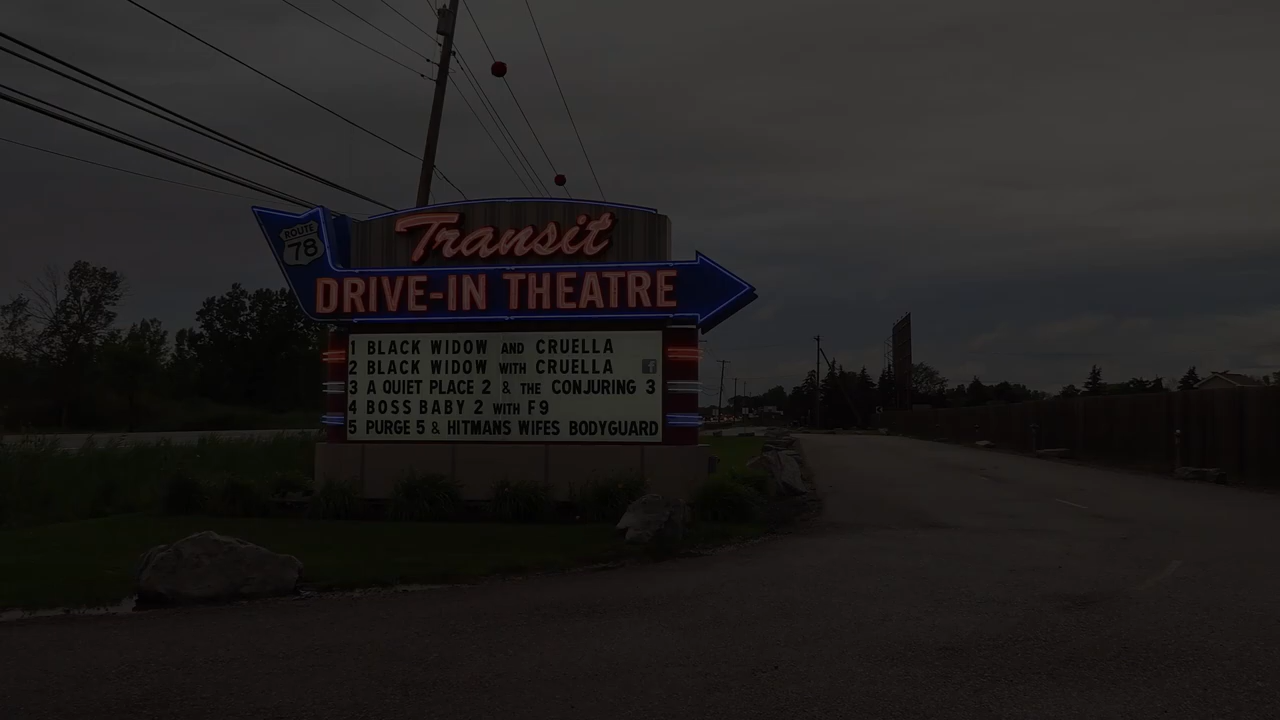 Transit
ROUTE
78
DRIVE-IN THEATRE
1 BLACK WIDOW AND CRUELLA
2 BLACK WIDOW WITH CRUELLA
3 A QUIET PLACE 2 & THE CONJURING 3
4 BOSS BABY 2 WITH F9
5 PURGE 5 & HITMANS WIFES BODYGUARD